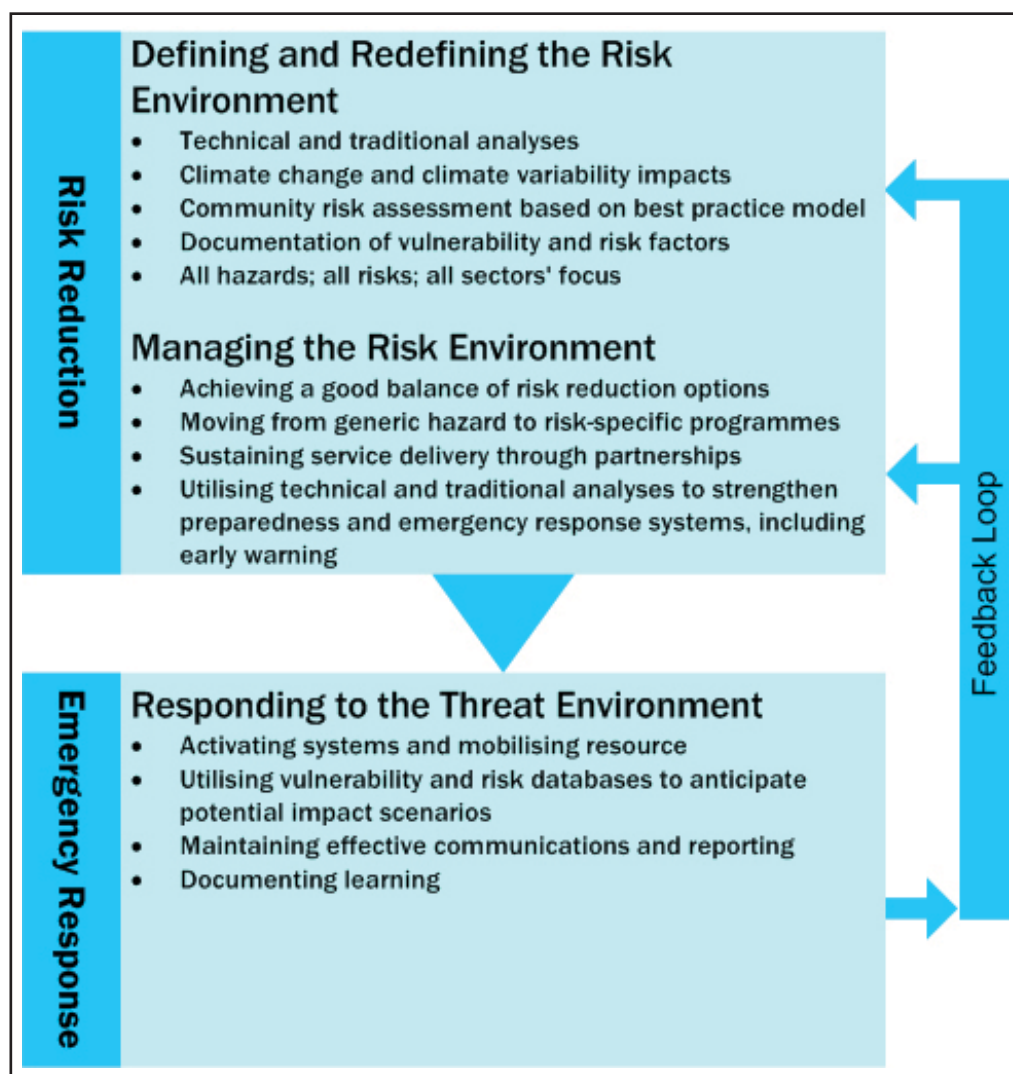 Risk Reduction
Defining and Redefining the Risk
Environment
• Technical and traditional analyses
• Climate change and climate variability impacts
• Community risk assessment based on best practice model
• Documentation of vulnerability and risk factors
• All hazards; all risks; all sectors' focus
Managing the Risk Environment
• Achieving a good balance of risk reduction options
• Moving from generic hazard to risk-specific programmes
• Sustaining service delivery through partnerships
• Utilising technical and traditional analyses to strengthen
preparedness and emergency response systems, including
early warning
Emergency Response
Responding to the Threat Environment
• Activating systems and mobilising resource
• Utilising vulnerability and risk databases to anticipate
potential impact scenarios
• Maintaining effective communications and reporting
• Documenting learning
Feedback Loop